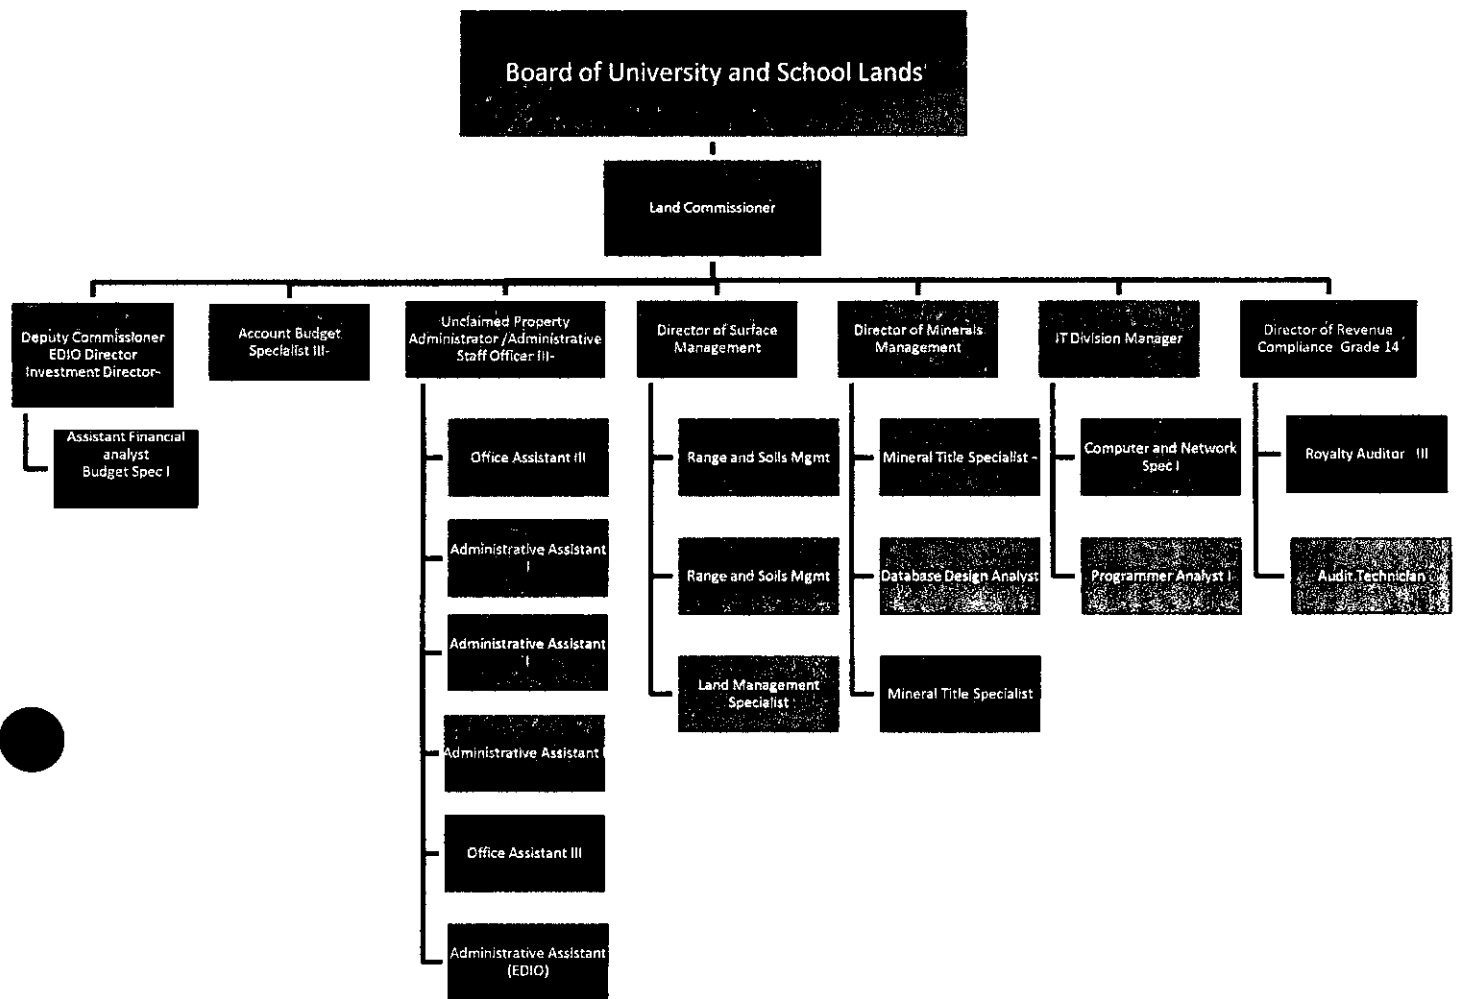 Board of University and School Lands
Land Commissioner
Deputy Commissioner
EDIO Director
Investment Director-
Account Budget
Specialist III-
Unclaimed Property
Administrator /Administrative
Staff Officer III-
Director of Surface
Management
Director of Minerals
Management
IT Division Manager
Director of Revenue
Compliance Grade 14
Assistant Financial
analyst
Budget Spec I
Office Assistant III
Administrative Assistant
I
Administrative Assistant
I
Administrative Assistant I
Office Assistant III
Administrative Assistant
(EDIO)
Range and Soils Mgmt
Range and Soils Mgmt
Land Management
Specialist
Mineral Title Specialist -
Database Design Analyst
Mineral Title Specialist
Computer and Network
Spec I
Programmer Analyst I
Royalty Auditor III
Audit Technician